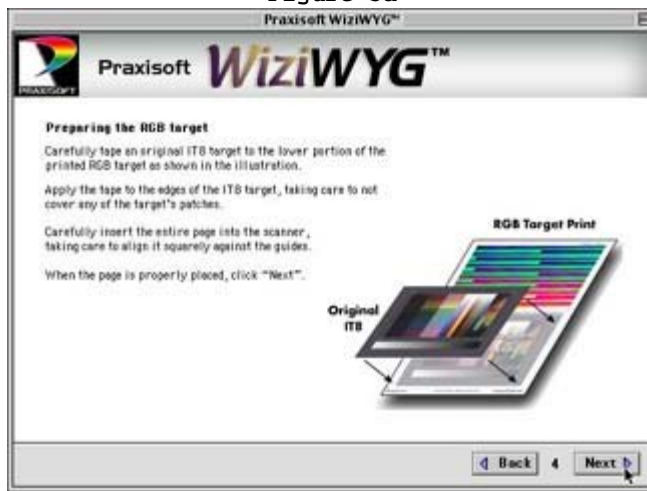 Praxisoft WiziWYG™
PRAXISOFT
Praxisoft WiziWYG™
Preparing the RGB target
Carefully tape an original IT8 target to the lower portion of the
printed RGB target as shown in the illustration.
Apply the tape to the edges of the IT8 target, taking care to not
cover any of the target's patches.
Carefully insert the entire page into the scanner,
taking care to align it squarely against the guides.
When the page is properly placed, click "Next".
RGB Target Print
Original
IT8
Back 4 Next